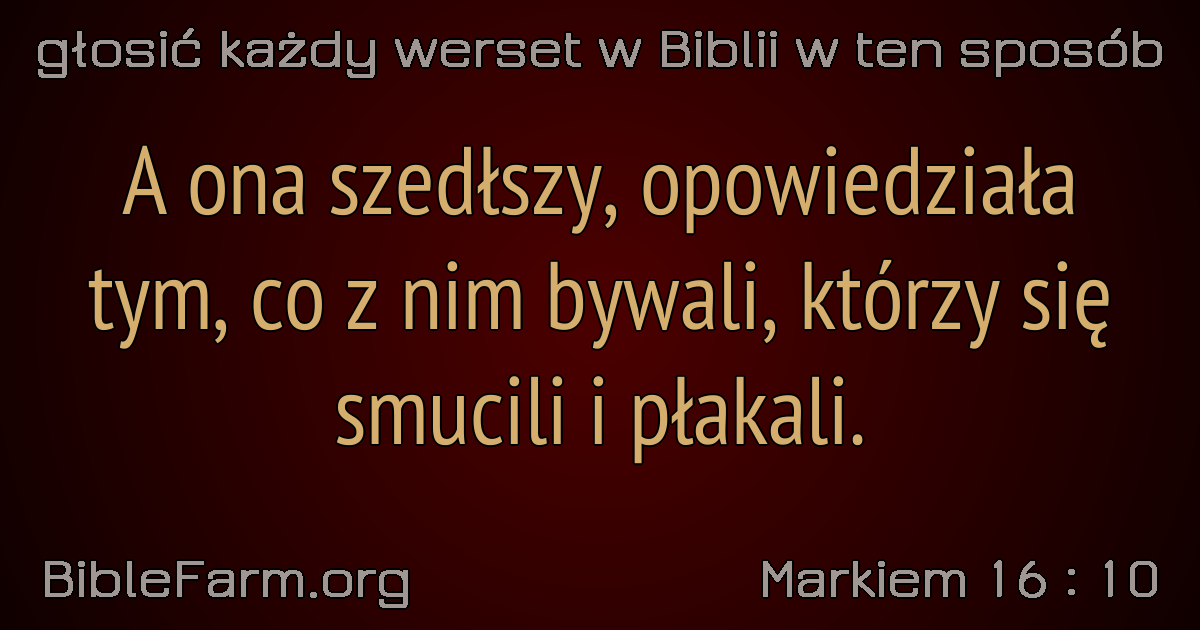 głosić każdy werset w Biblii w ten sposób
A ona szedłszy, opowiedziała
tym, co z nim bywali, którzy się
smucili i płakali.
BibleFarm.org
Markiem 16 : 10